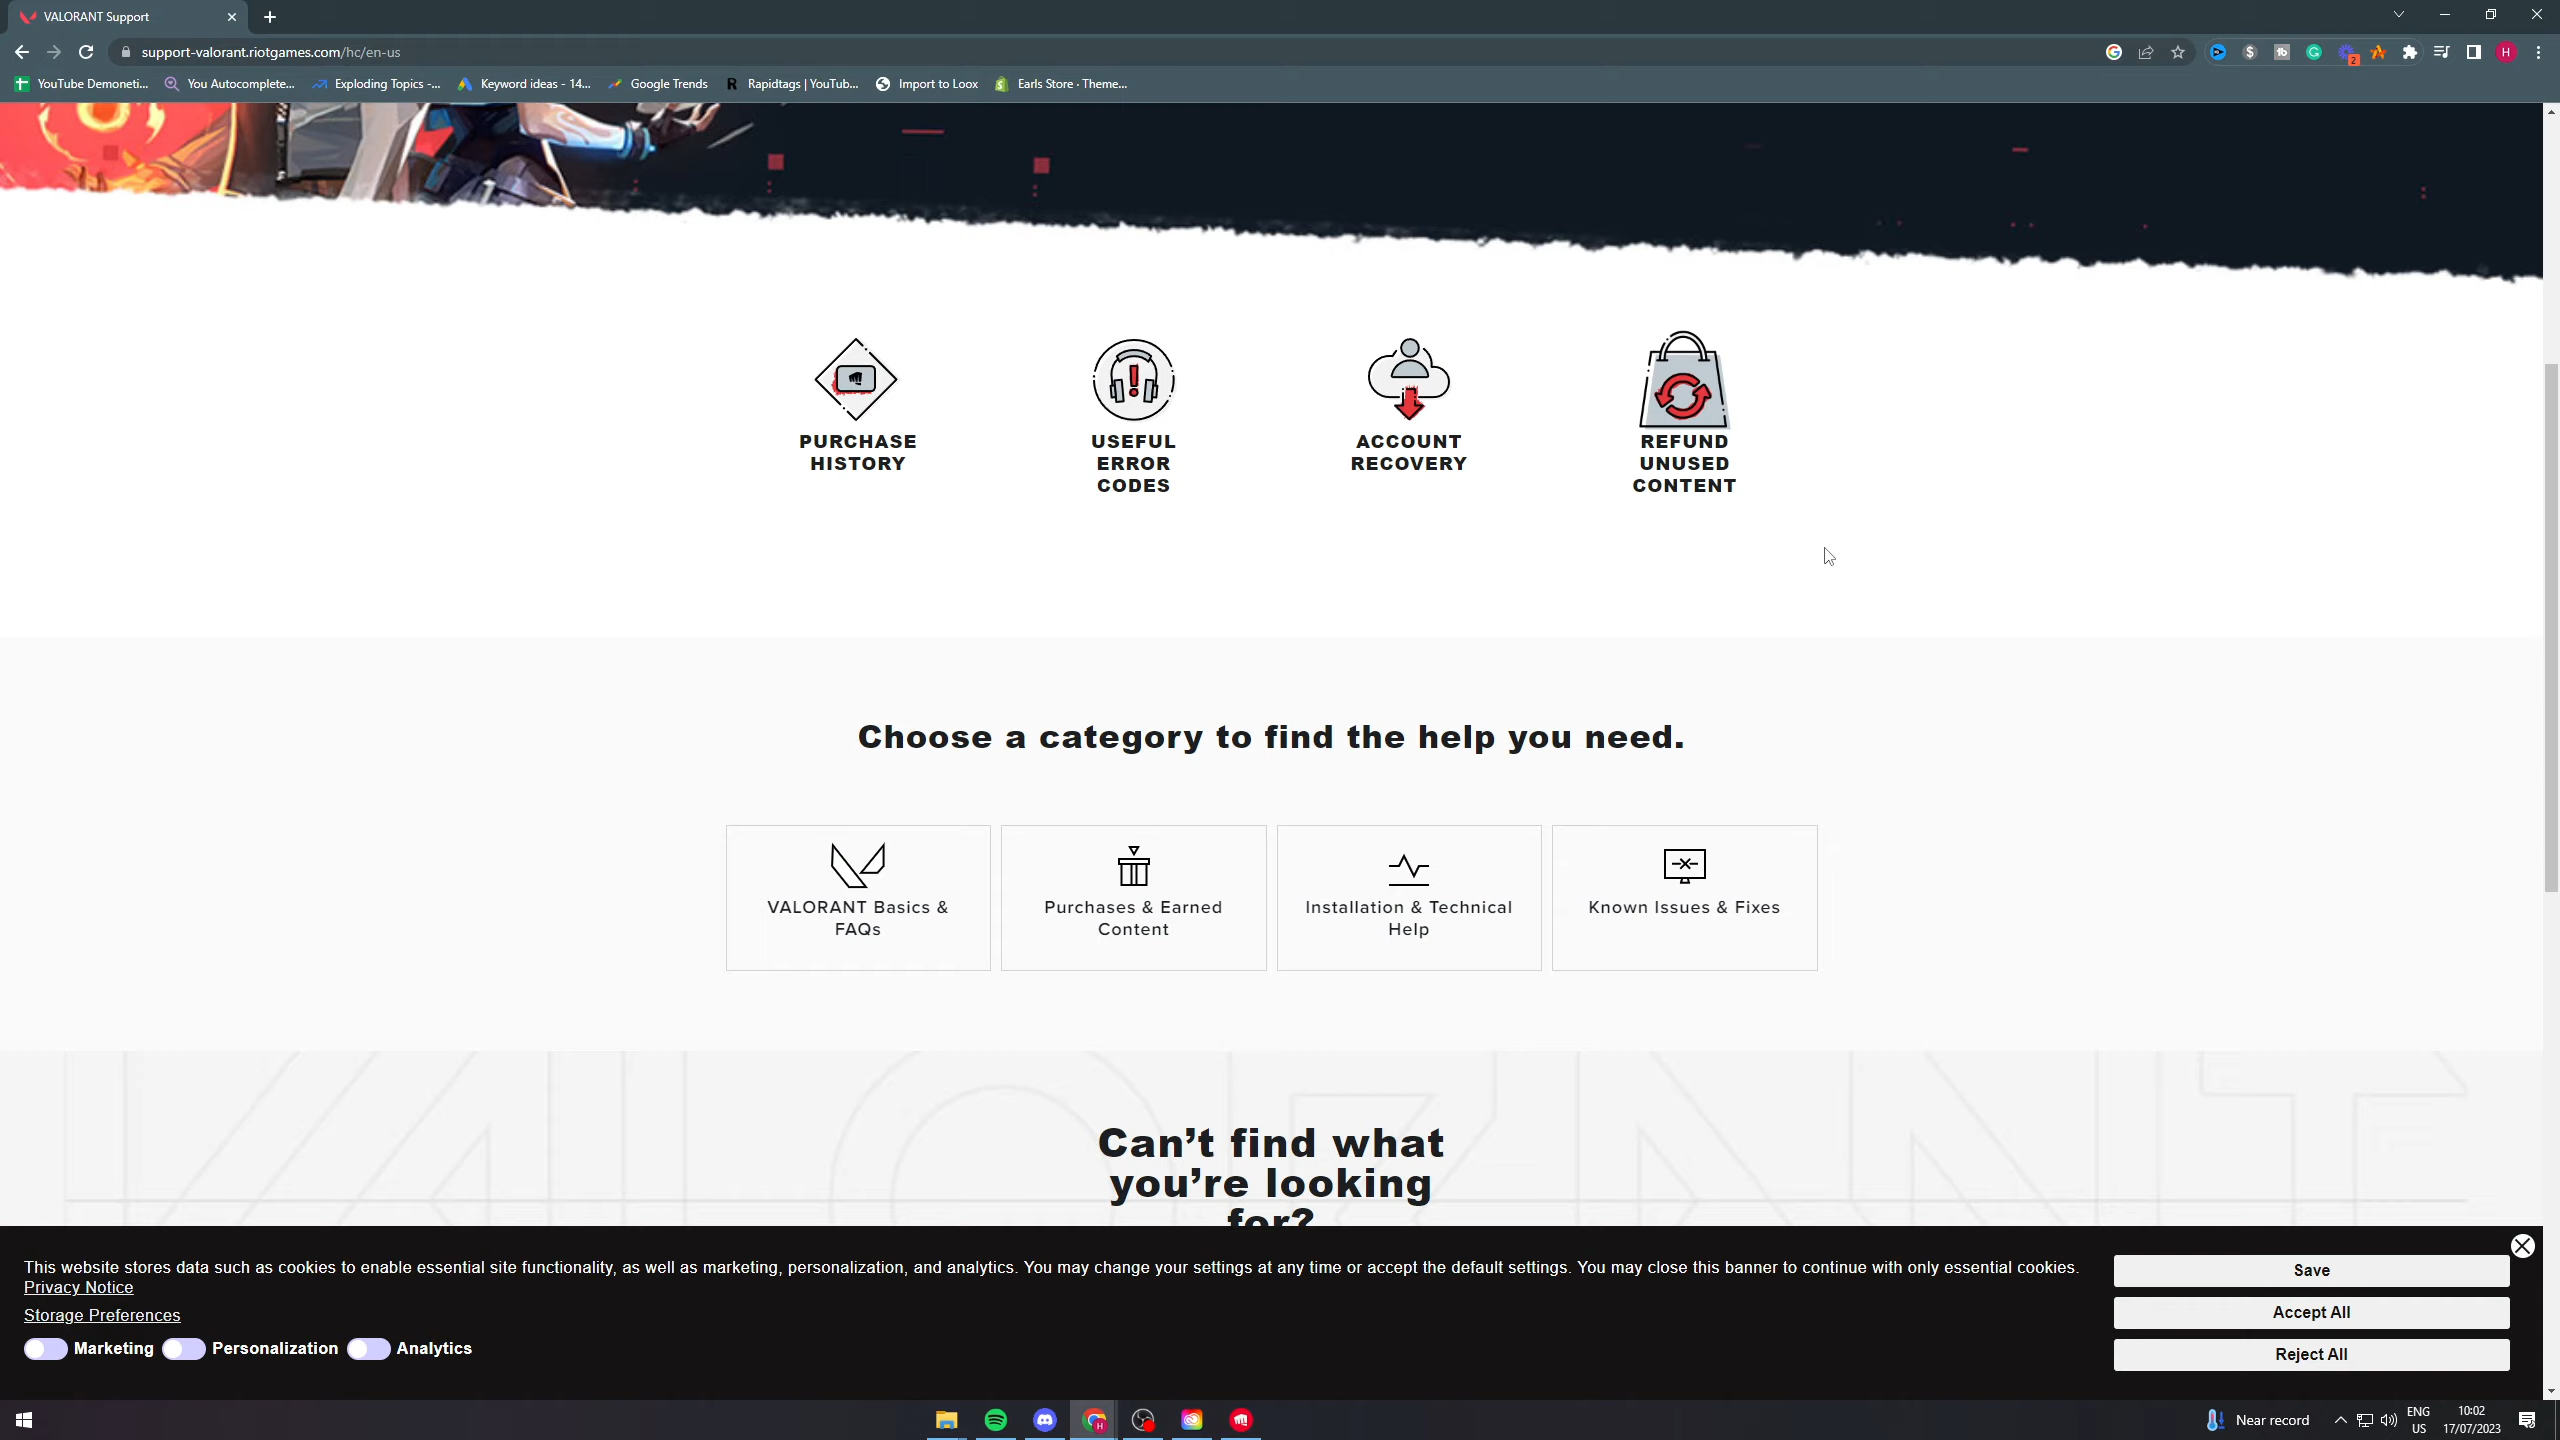 VALORANT Support
support-valorant.riotgames.com/hc/en-us
YouTube Demoneti...
You Autocomplete...
Exploding Topics -...
Keyword ideas - 14...
Google Trends
Rapidtags | YouTub...
Import to Loox
Earls Store · Theme...
PURCHASE
HISTORY
USEFUL
ERROR
CODES
ACCOUNT
RECOVERY
REFUND
UNUSED
CONTENT
Choose a category to find the help you need.
VALORANT Basics &
FAQs
Purchases & Earned
Content
Installation & Technical
Help
Known Issues & Fixes
Can’t find what
you’re looking
for?
This website stores data such as cookies to enable essential site functionality, as well as marketing, personalization, and analytics. You may change your settings at any time or accept the default settings. You may close this banner to continue with only essential cookies.
Privacy Notice
Storage Preferences
Marketing
Personalization
Analytics
Save
Accept All
Reject All
Near record
ENG
US
10:02
17/07/2023